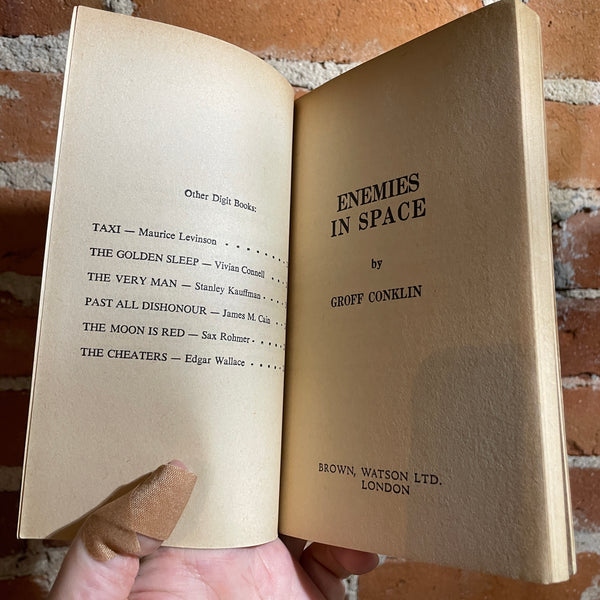 Other Digit Books:
TAXI — Maurice Levinson . . . . . .
THE GOLDEN SLEEP — Vivian Connell . .
THE VERY MAN — Stanley Kauffman . .
PAST ALL DISHONOUR — James M. Cain . .
THE MOON IS RED — Sax Rohmer . . .
THE CHEATERS — Edgar Wallace . . . .
ENEMIES
IN SPACE
by
GROFF CONKLIN
BROWN, WATSON LTD.
LONDON